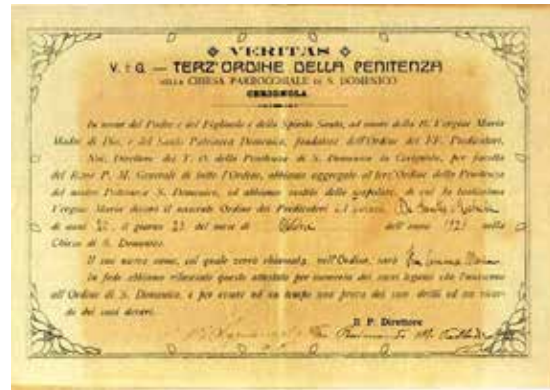 VERITAS
V. : G. — TERZ'ORDINE DELLA PENITENZA
NELLA CHIESA PARROCCHIALE DI S. DOMENICO
CERIGNOLA
In nome del Padre e del Figliuolo e dello Spirito Santo, ad onore della B. Vergine Maria
Madre di Dio, e del Santo Patriarca Domenico, fondatore dell'Ordine dei FF. Predicatori,
Noi, Direttore del T. O. della Penitenza di S. Domenico in Cerignola, per facoltà
del Rmo P. M. Generale di tutto l'Ordine, abbiamo aggregato al terz'Ordine della Penitenza
del nostro Patriarca S. Domenico, ed abbiamo vestito dello scapolare, di cui la beatissima
Vergine Maria decorò il nascente Ordine dei Predicatori
di anni il giorno 23 del mese di Ottobre dell'anno 1921 nella
Chiesa di S. Domenico.
Il suo nuovo nome, col quale verrà chiamata nell'Ordine, sarà
In fede abbiamo rilasciato questo attestato per memoria dei sacri legami che l'uniscono
all'Ordine di S. Domenico, e per essere ad un tempo una prova dei suoi diritti ed un ricordo
dei suoi doveri.
Il P. Direttore